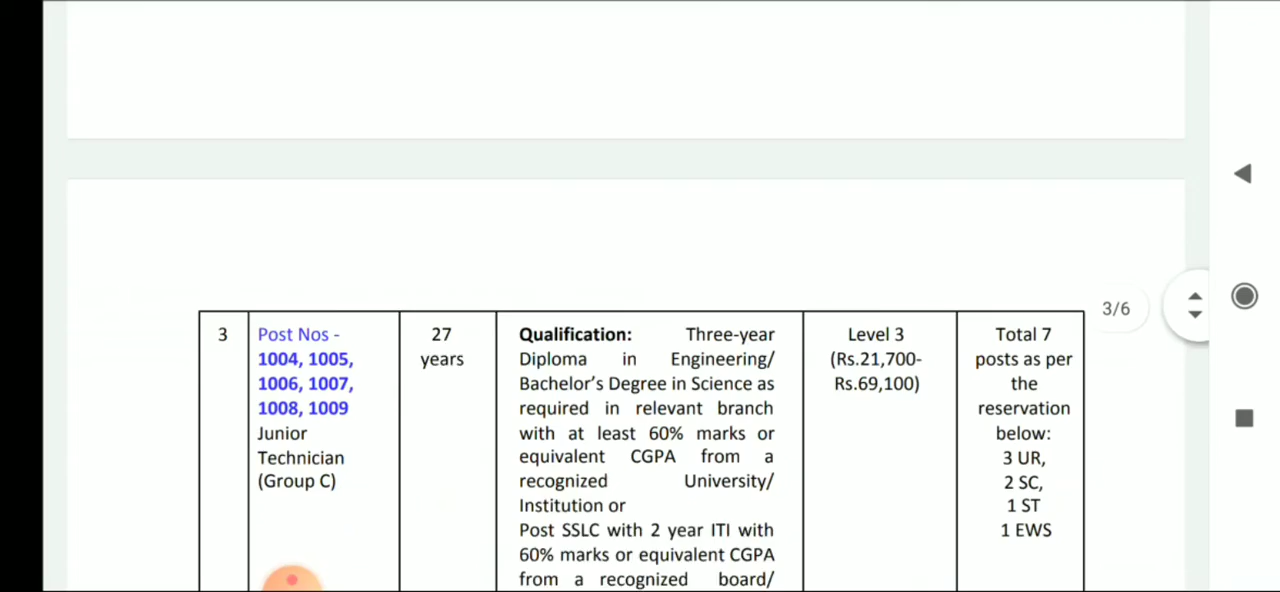 3/6
3
Post Nos -
1004, 1005,
1006, 1007,
1008, 1009
Junior
Technician
(Group C)
27
years
Qualification: Three-year
Diploma in Engineering/
Bachelor's Degree in Science as
required in relevant branch
with at least 60% marks or
equivalent CGPA from a
recognized University/
Institution or
Post SSLC with 2 year ITI with
60% marks or equivalent CGPA
from a recognized board/
Level 3
(Rs.21,700-
Rs.69,100)
Total 7
posts as per
the
reservation
below:
3 UR,
2 SC,
1 ST
1 EWS